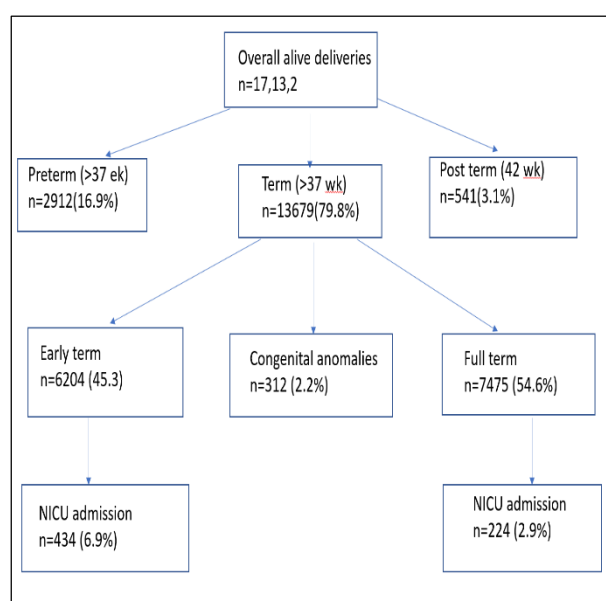 Overall alive deliveries
n=17,13,2
Preterm (>37 ek)
n=2912(16.9%)
Term (>37 wk)
n=13679(79.8%)
Post term (42 wk)
n=541(3.1%)
Early term
n=6204 (45.3)
Congenital anomalies
n=312 (2.2%)
Full term
n=7475 (54.6%)
NICU admission
n=434 (6.9%)
NICU admission
n=224 (2.9%)